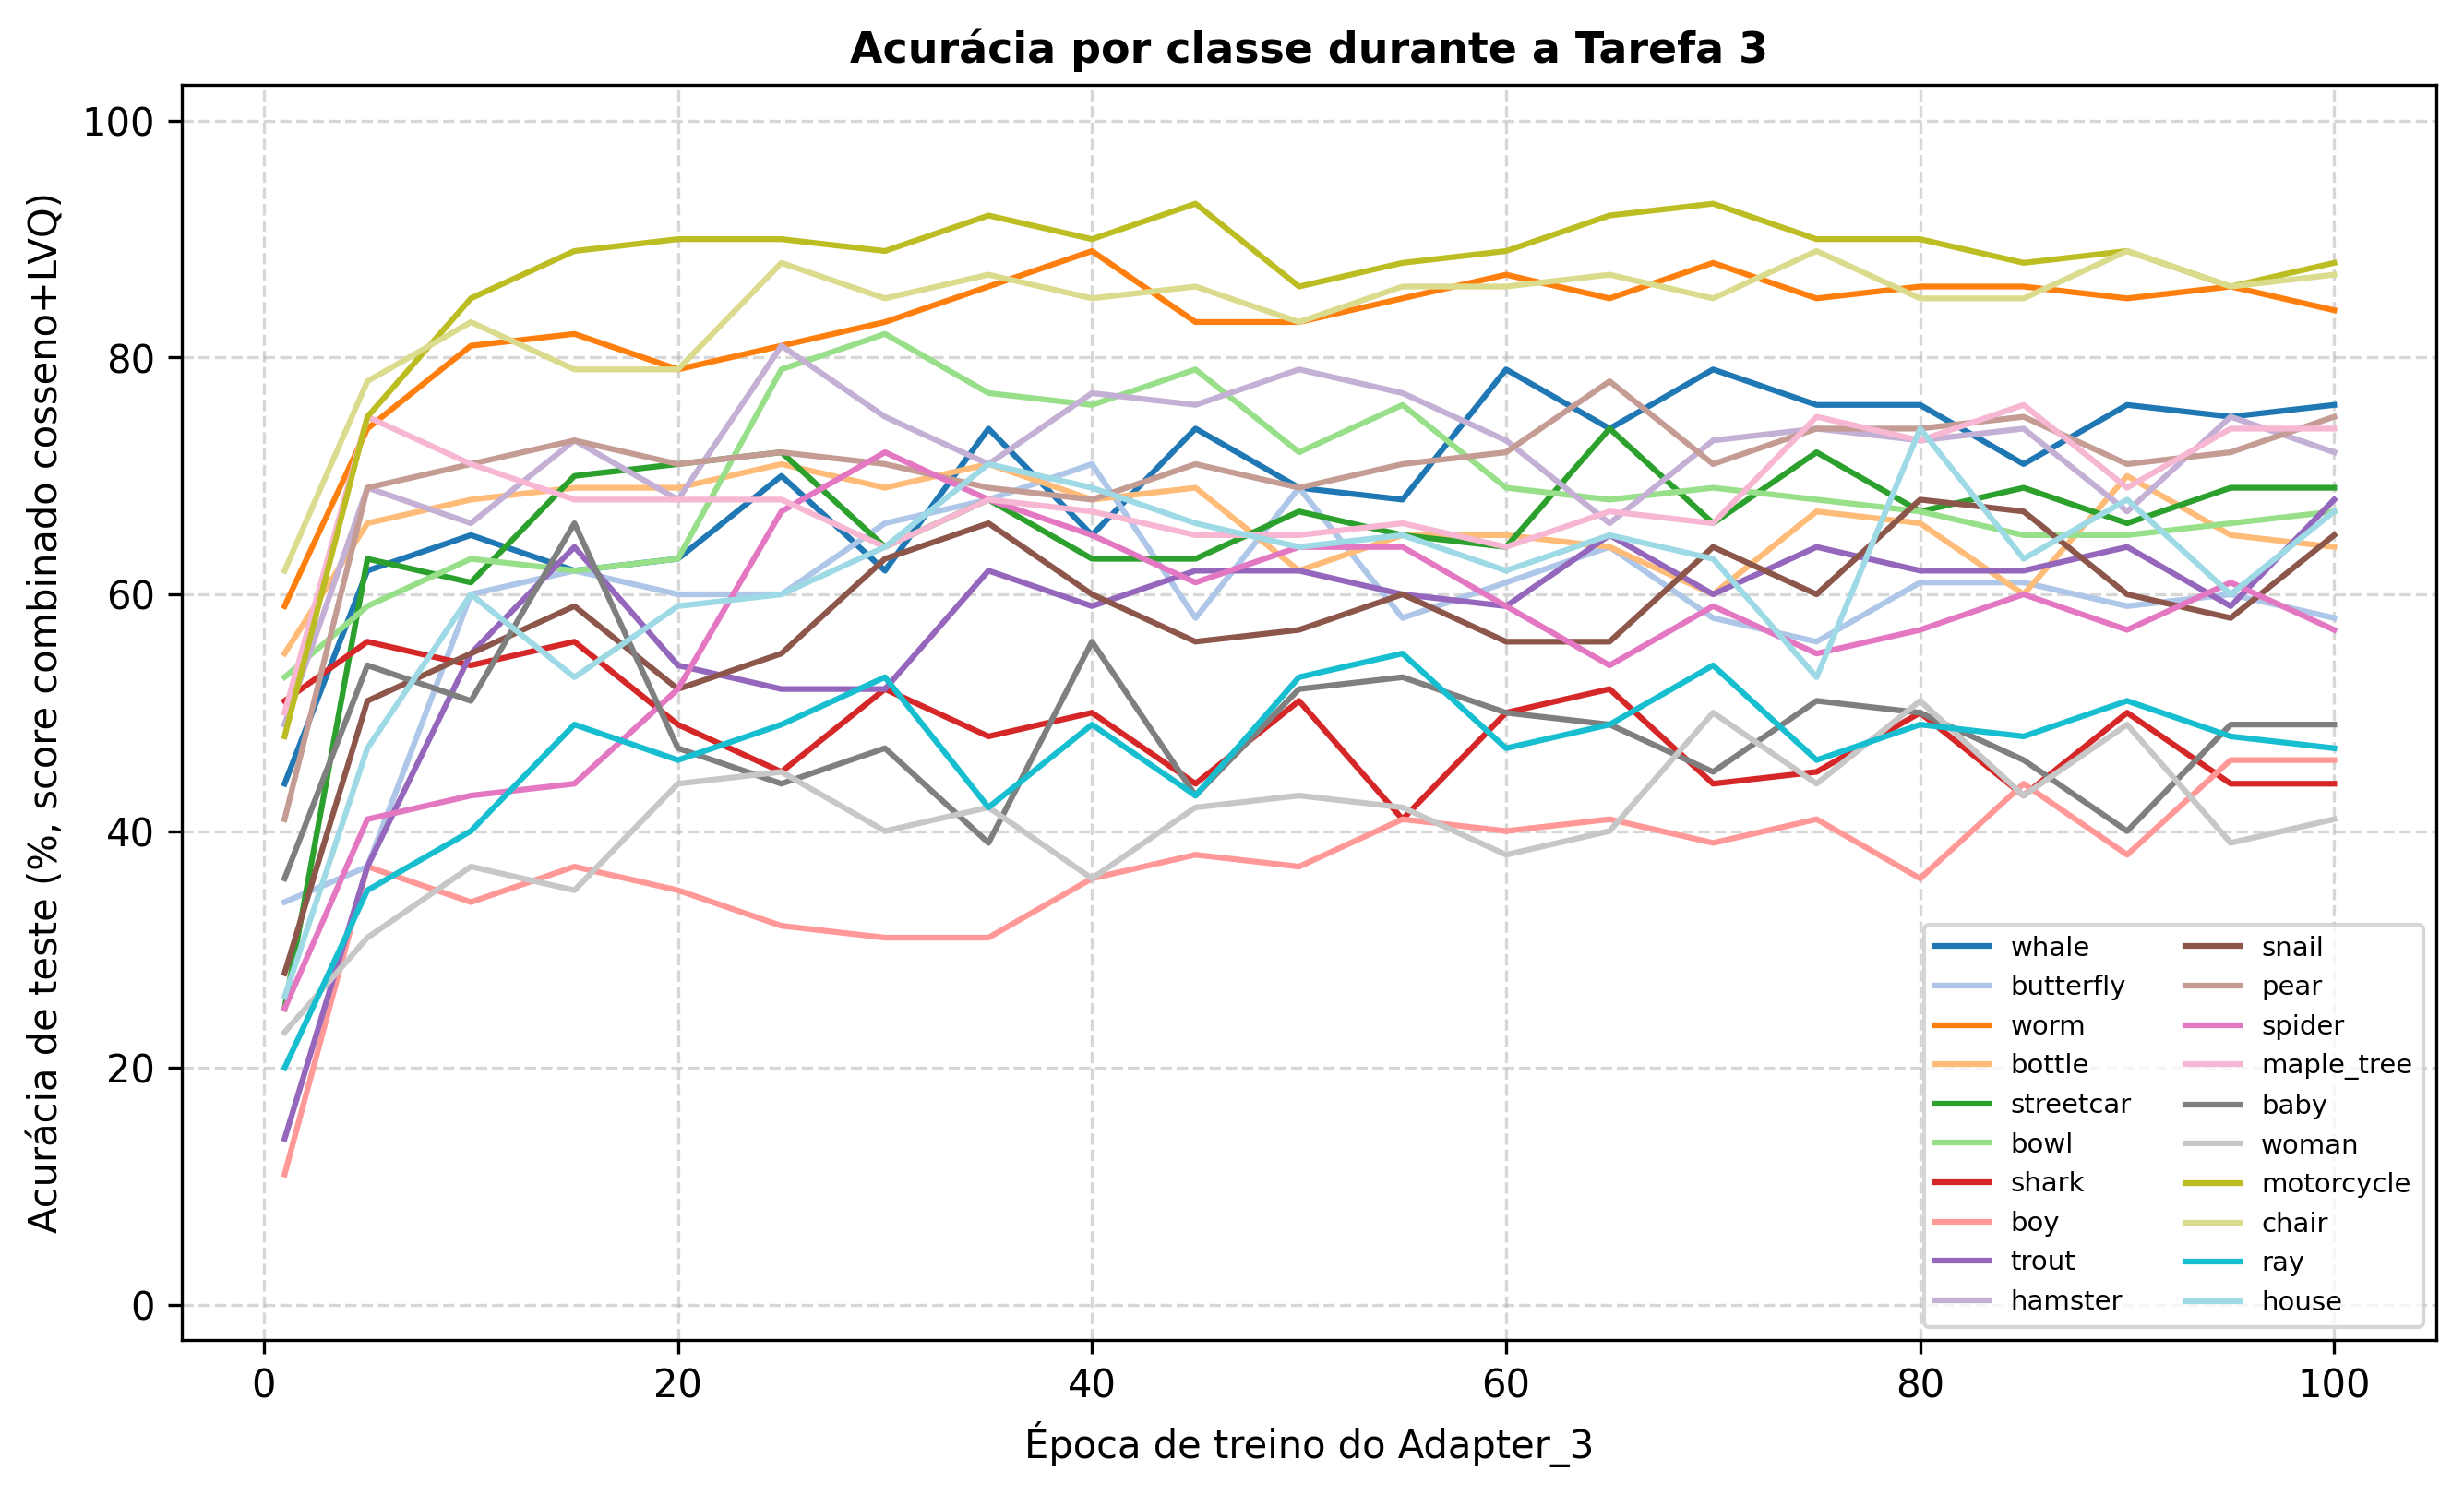 Acurácia por classe durante a Tarefa 3
Acurácia de teste (%, score combinado cosseno+LVQ)
100
80
60
40
20
0
0
20
40
60
80
100
Época de treino do Adapter_3
whale
butterfly
worm
bottle
streetcar
bowl
shark
boy
trout
hamster
snail
pear
spider
maple_tree
baby
woman
motorcycle
chair
ray
house